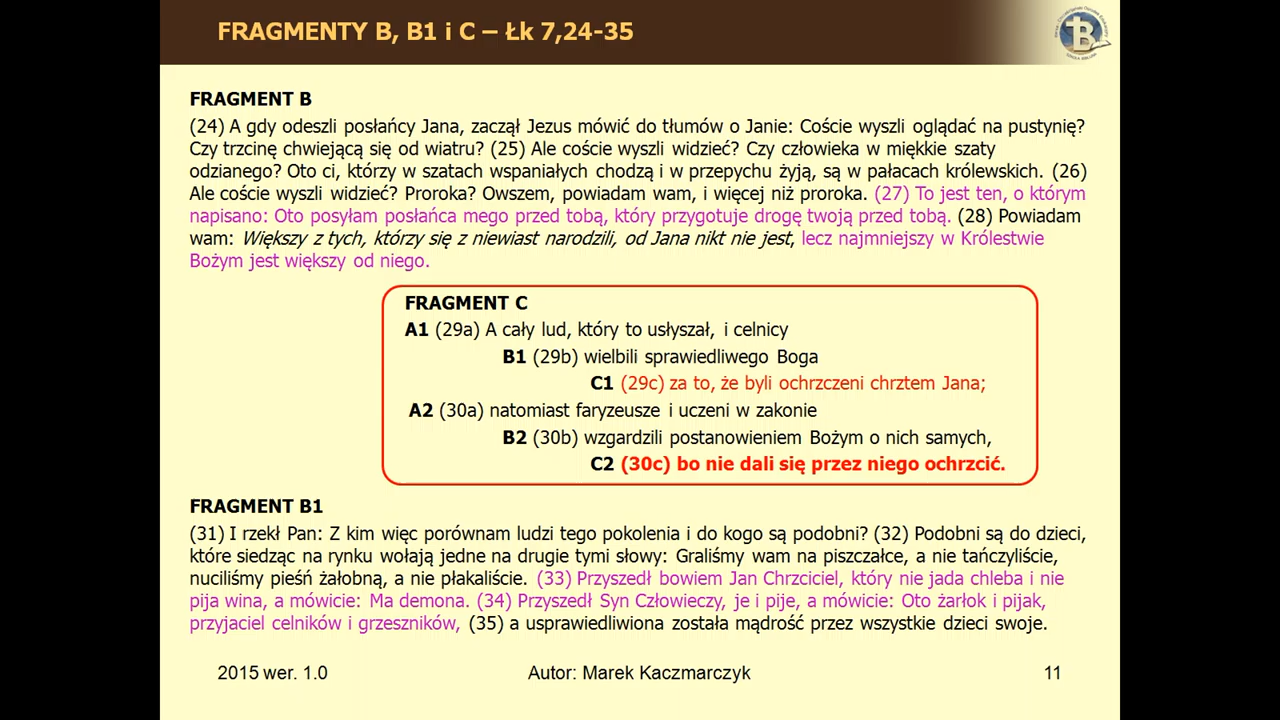 FRAGMENTY B, B1 i C – Łk 7,24-35
FRAGMENT B
(24) A gdy odeszli posłańcy Jana, zaczął Jezus mówić do tłumów o Janie: Coście wyszli oglądać na pustynię?
Czy trzcinę chwiejącą się od wiatru? (25) Ale coście wyszli widzieć? Czy człowieka w miękkie szaty
odzianego? Oto ci, którzy w szatach wspaniałych chodzą i w przepychu żyją, są w pałacach królewskich. (26)
Ale coście wyszli widzieć? Proroka? Owszem, powiadam wam, i więcej niż proroka. (27) To jest ten, o którym
napisano: Oto posyłam posłańca mego przed tobą, który przygotuje drogę twoją przed tobą. (28) Powiadam
wam: Większy z tych, którzy się z niewiast narodzili, od Jana nikt nie jest, lecz najmniejszy w Królestwie
Bożym jest większy od niego.
FRAGMENT C
A1 (29a) A cały lud, który to usłyszał, i celnicy
B1 (29b) wielbili sprawiedliwego Boga
C1 (29c) za to, że byli ochrzczeni chrztem Jana;
A2 (30a) natomiast faryzeusze i uczeni w zakonie
B2 (30b) wzgardzili postanowieniem Bożym o nich samych,
C2 (30c) bo nie dali się przez niego ochrzcić.
FRAGMENT B1
(31) I rzekł Pan: Z kim więc porównam ludzi tego pokolenia i do kogo są podobni? (32) Podobni są do dzieci,
które siedząc na rynku wołają jedne na drugie tymi słowy: Graliśmy wam na piszczałce, a nie tańczyliście,
nuciliśmy pieśń żałobną, a nie płakaliście. (33) Przyszedł bowiem Jan Chrzciciel, który nie jada chleba i nie
pija wina, a mówicie: Ma demona. (34) Przyszedł Syn Człowieczy, je i pije, a mówicie: Oto żarłok i pijak,
przyjaciel celników i grzeszników, (35) a usprawiedliwiona została mądrość przez wszystkie dzieci swoje.
2015 wer. 1.0
Autor: Marek Kaczmarczyk
11